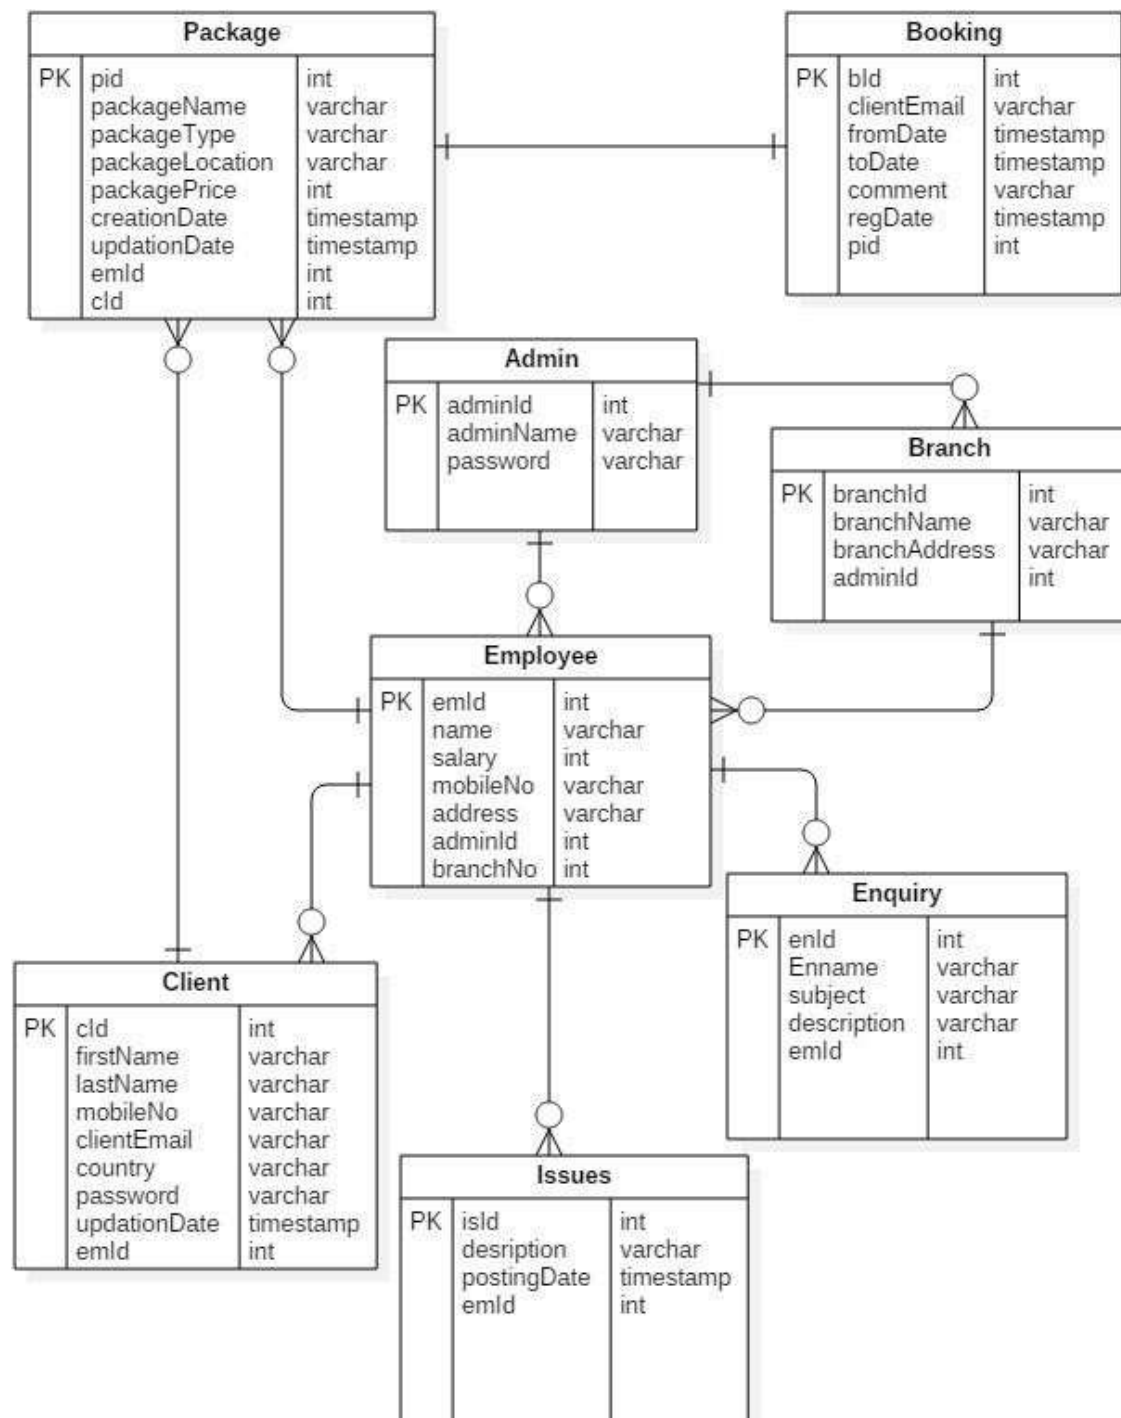 Package
PK pid int
packageName varchar
packageType varchar
packageLocation varchar
packagePrice int
creationDate timestamp
updationDate timestamp
emId int
cId int
Booking
PK bId int
clientEmail varchar
fromDate timestamp
toDate timestamp
comment varchar
regDate timestamp
pid int
Admin
PK adminId int
adminName varchar
password varchar
Branch
PK branchId int
branchName varchar
branchAddress varchar
adminId int
Employee
PK emId int
name varchar
salary int
mobileNo varchar
address varchar
adminId int
branchNo int
Enquiry
PK enId int
Enname varchar
subject varchar
description varchar
emId int
Client
PK cId int
firstName varchar
lastName varchar
mobileNo varchar
clientEmail varchar
country varchar
password varchar
updationDate timestamp
emId int
Issues
PK isId int
desription varchar
postingDate timestamp
emId int